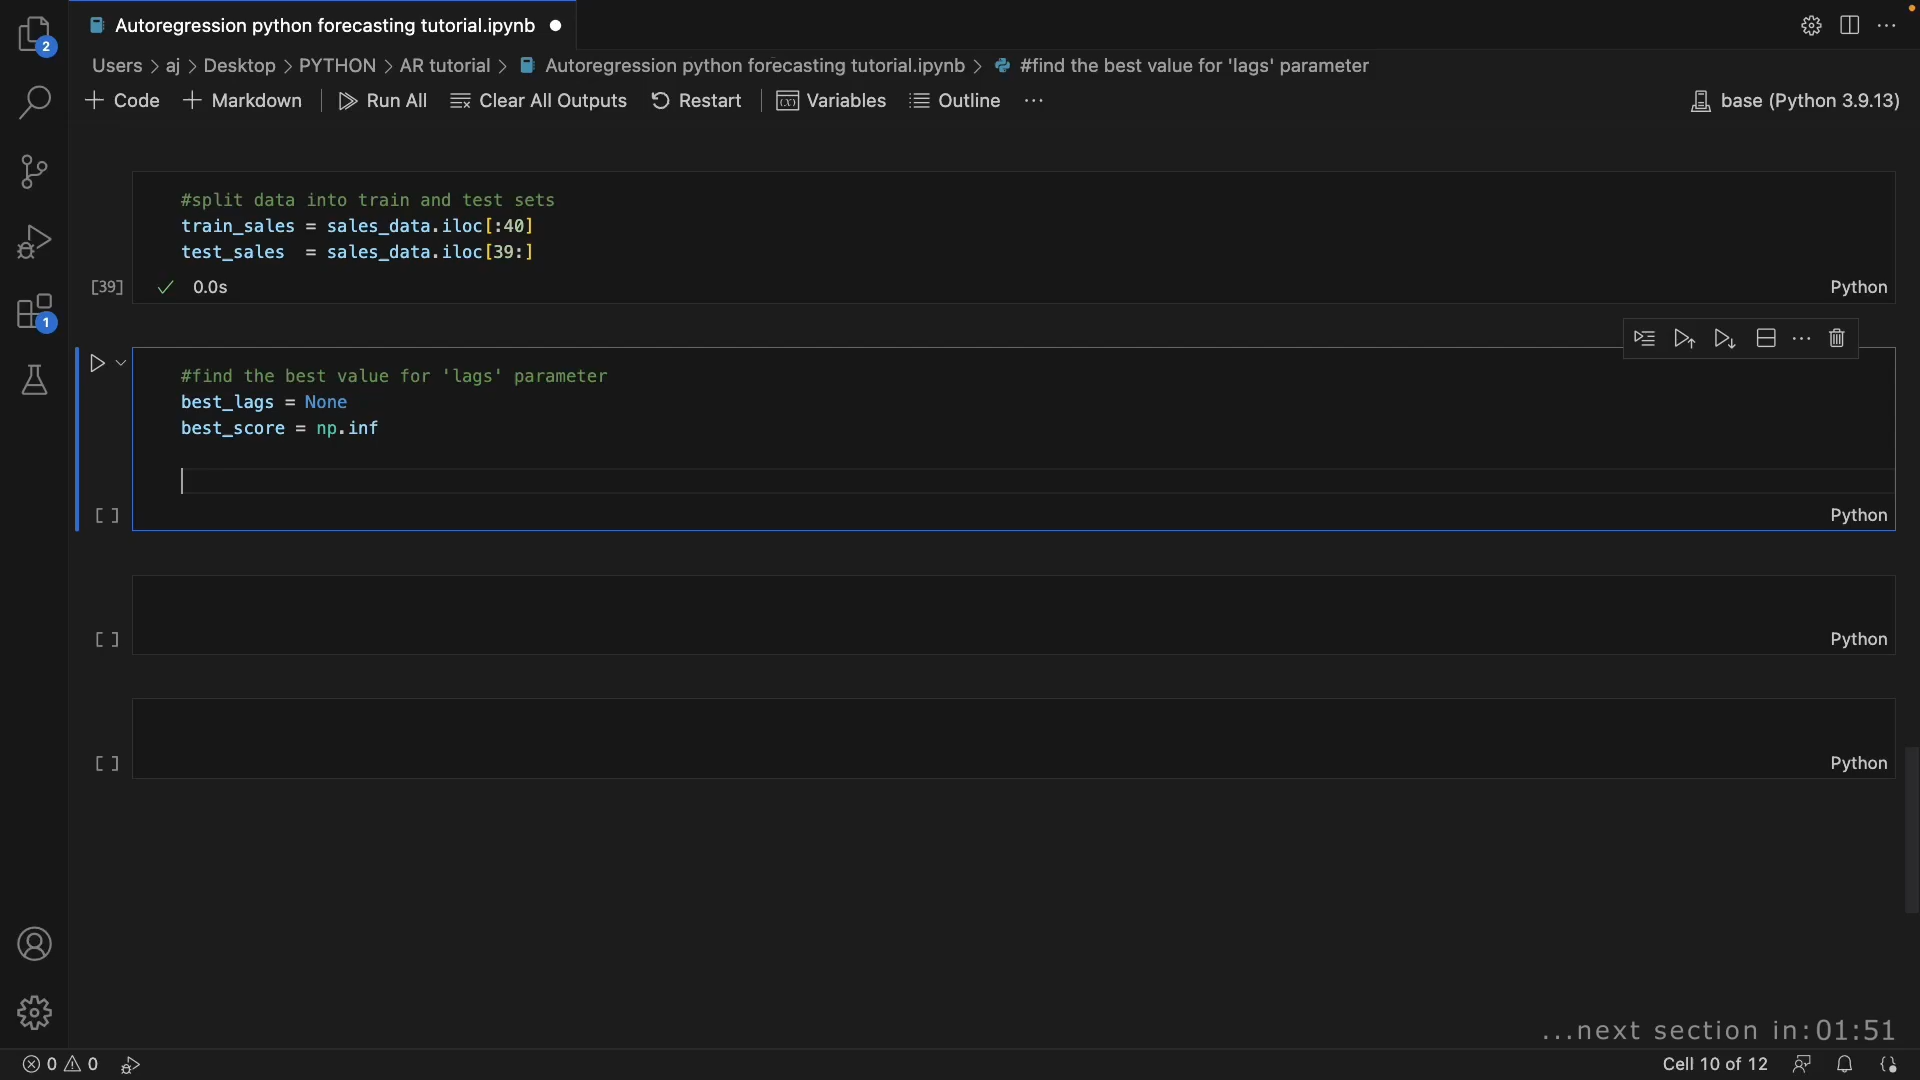 2
Autoregression python forecasting tutorial.ipynb
Users > aj > Desktop > PYTHON > AR tutorial > Autoregression python forecasting tutorial.ipynb > #find the best value for 'lags' parameter
+ Code + Markdown Run All Clear All Outputs Restart Variables Outline ...
base (Python 3.9.13)
#split data into train and test sets
train_sales = sales_data.iloc[:40]
test_sales  = sales_data.iloc[39:]
[39] ✓ 0.0s Python
1
#find the best value for 'lags' parameter
best_lags = None
best_score = np.inf
[ ] Python
[ ] Python
[ ] Python
...next section in:01:51
0 0 Cell 10 of 12